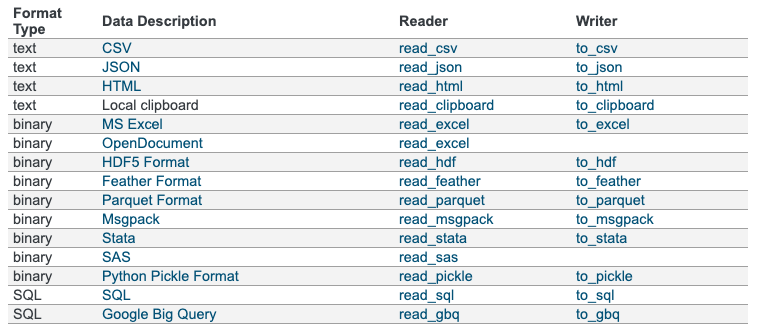 Format Type Data Description Reader Writer
text CSV read_csv to_csv
text JSON read_json to_json
text HTML read_html to_html
text Local clipboard read_clipboard to_clipboard
binary MS Excel read_excel to_excel
binary OpenDocument read_excel
binary HDF5 Format read_hdf to_hdf
binary Feather Format read_feather to_feather
binary Parquet Format read_parquet to_parquet
binary Msgpack read_msgpack to_msgpack
binary Stata read_stata to_stata
binary SAS read_sas
binary Python Pickle Format read_pickle to_pickle
SQL SQL read_sql to_sql
SQL Google Big Query read_gbq to_gbq